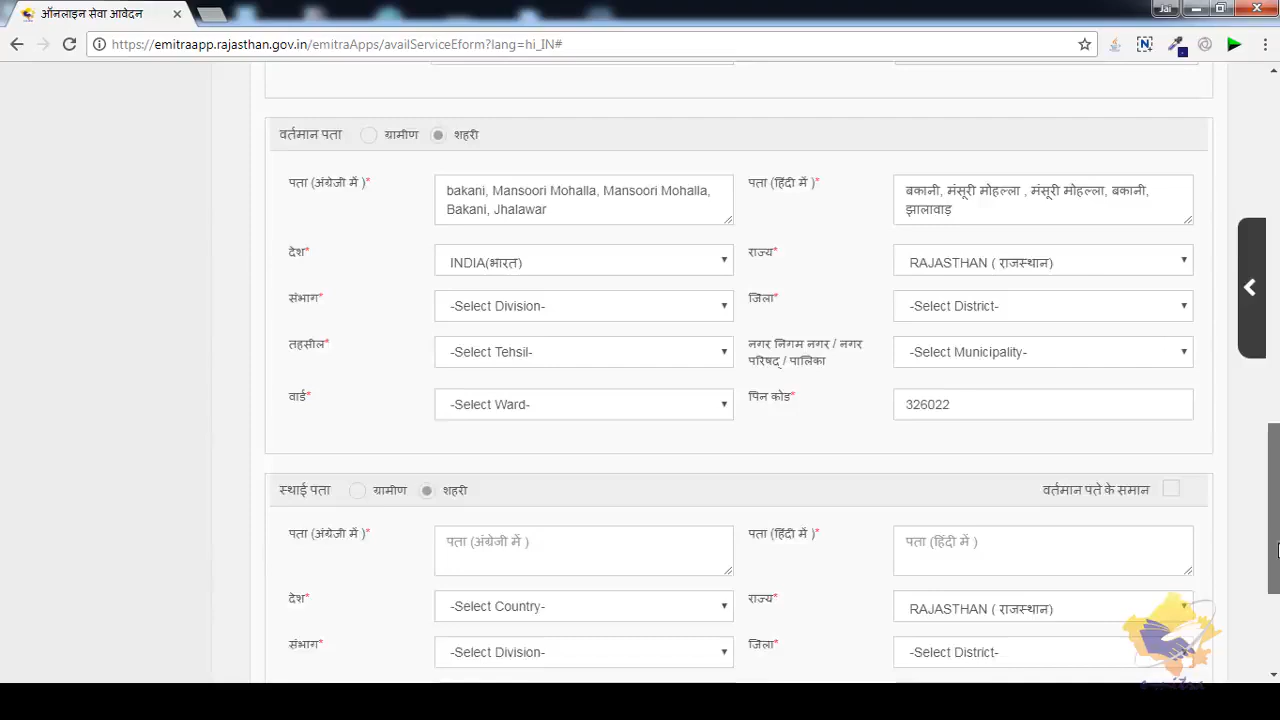 ऑनलाइन सेवा आवेदन
Jai
https://emitraapp.rajasthan.gov.in/emitraApps/availServiceEform?lang=hi_IN#
वर्तमान पता ग्रामीण शहरी
पता (अंग्रेजी में )* bakani, Mansoori Mohalla, Mansoori Mohalla,
Bakani, Jhalawar
पता (हिंदी में )* बकानी, मंसूरी मोहल्ला , मंसूरी मोहल्ला, बकानी,
झालावाड़
देश* INDIA(भारत) राज्य* RAJASTHAN ( राजस्थान)
संभाग* -Select Division- जिला* -Select District-
तहसील* -Select Tehsil- नगर निगम नगर / नगर
परिषद् / पालिका -Select Municipality-
वार्ड* -Select Ward- पिन कोड* 326022
स्थाई पता ग्रामीण शहरी वर्तमान पते के समान
पता (अंग्रेजी में )* पता (अंग्रेजी में ) पता (हिंदी में )* पता (हिंदी में )
देश* -Select Country- राज्य* RAJASTHAN ( राजस्थान)
संभाग* -Select Division- जिला* -Select District-